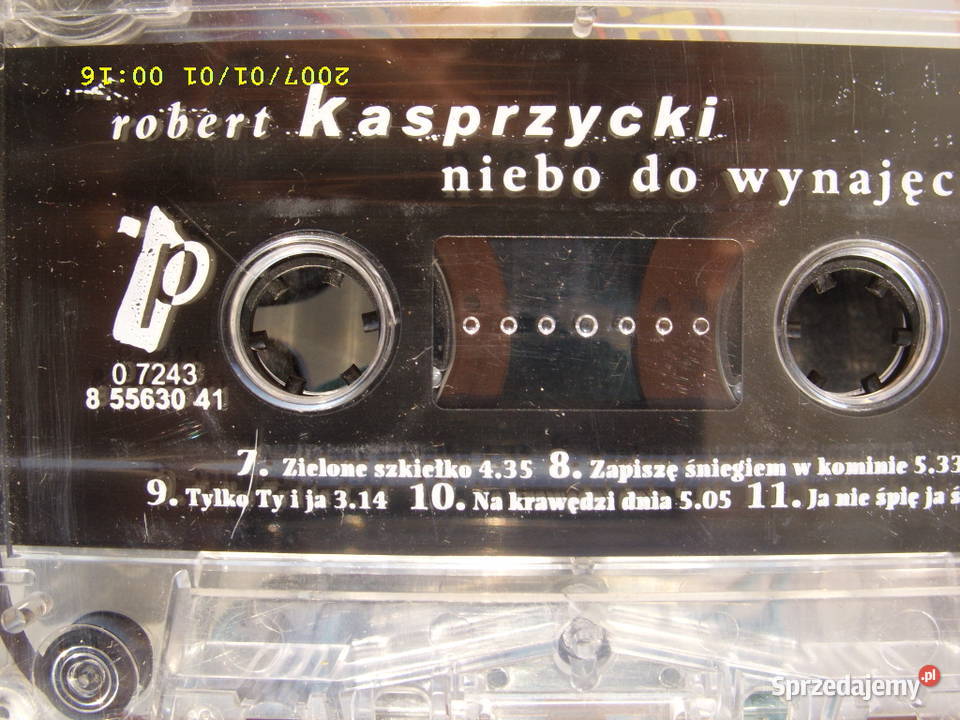 2007/01/01 00:16
robert Kasprzycki
niebo do wynajęc
p
0 7243
8 55630 41
7. Zielone szkiełko 4.35 8. Zapiszę śniegiem w kominie 5.33
9. Tylko Ty i ja 3.14 10. Na krawędzi dnia 5.05 11. Ja nie śpię ja ś
Sprzedajemy.pl